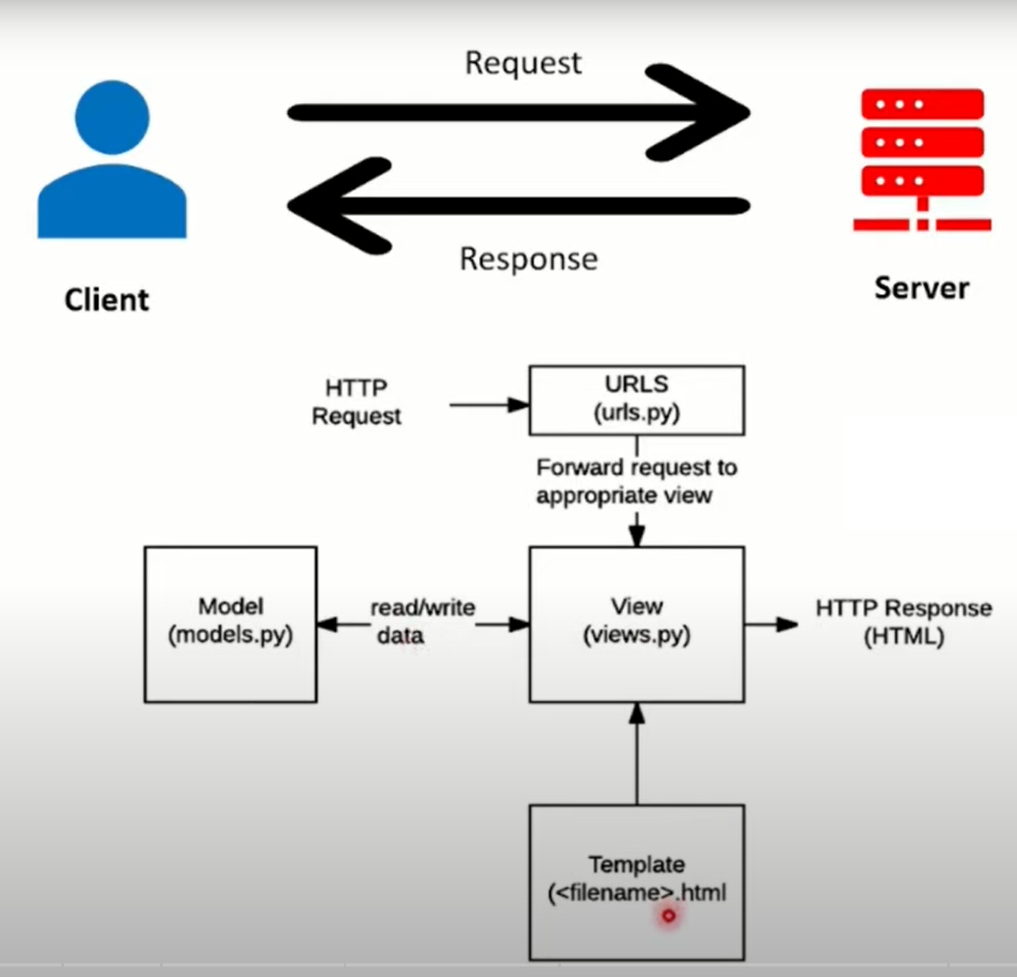 Request
Response
Client
Server
HTTP
Request
URLS
(urls.py)
Forward request to
appropriate view
Model
(models.py)
read/write
data
View
(views.py)
HTTP Response
(HTML)
Template
(<filename>.html